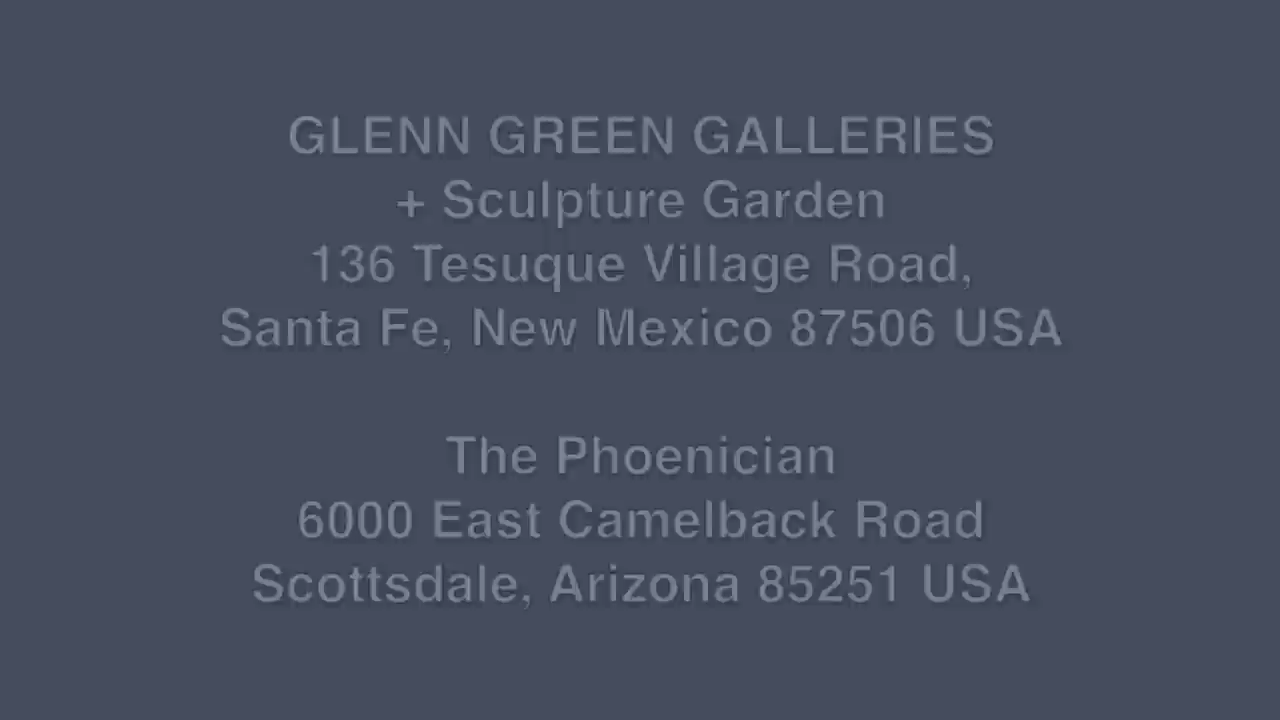 GLENN GREEN GALLERIES
+ Sculpture Garden
136 Tesuque Village Road,
Santa Fe, New Mexico 87506 USA
The Phoenician
6000 East Camelback Road
Scottsdale, Arizona 85251 USA